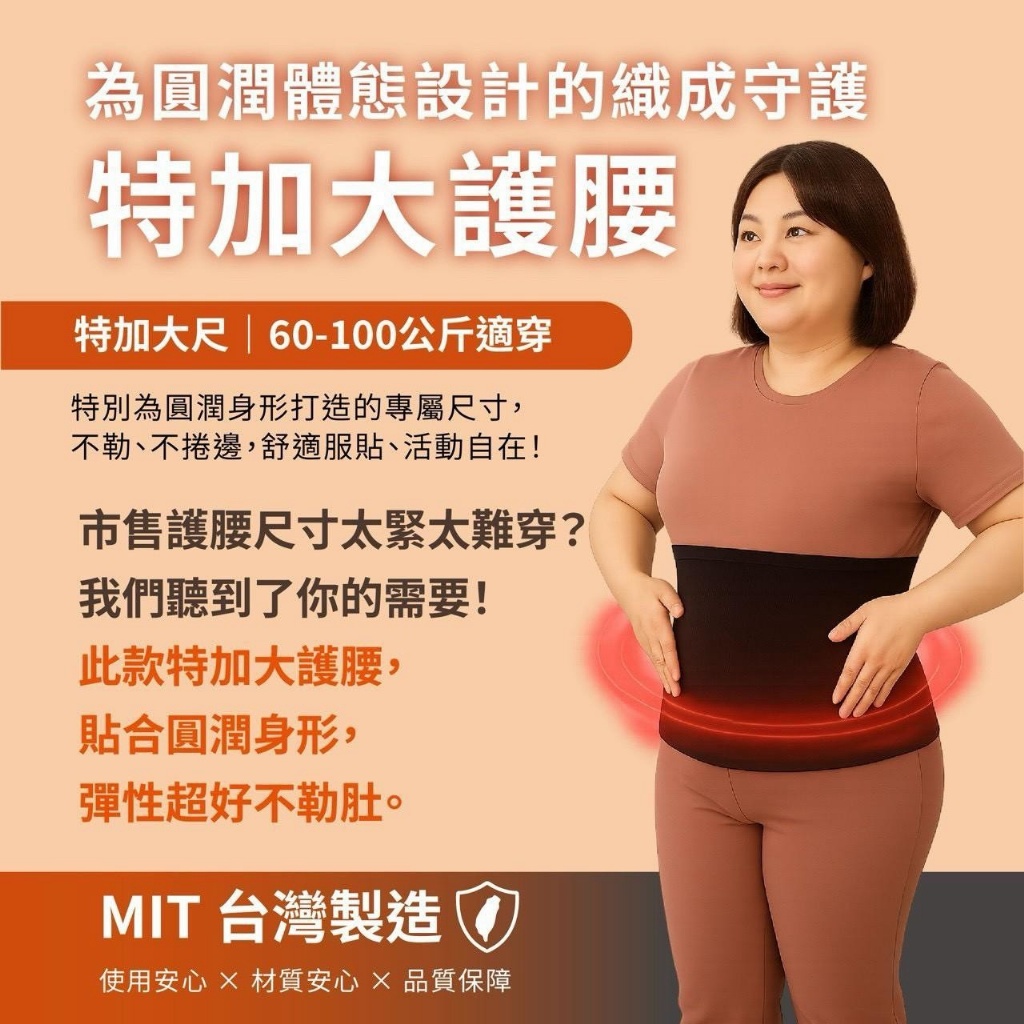 為圓潤體態設計的織成守護
特加大護腰
特加大尺｜60-100公斤適穿
特別為圓潤身形打造的專屬尺寸，
不勒、不捲邊，舒適服貼、活動自在！
市售護腰尺寸太緊太難穿？
我們聽到了你的需要！
此款特加大護腰，
貼合圓潤身形，
彈性超好不勒肚。
MIT 台灣製造
使用安心 × 材質安心 × 品質保障